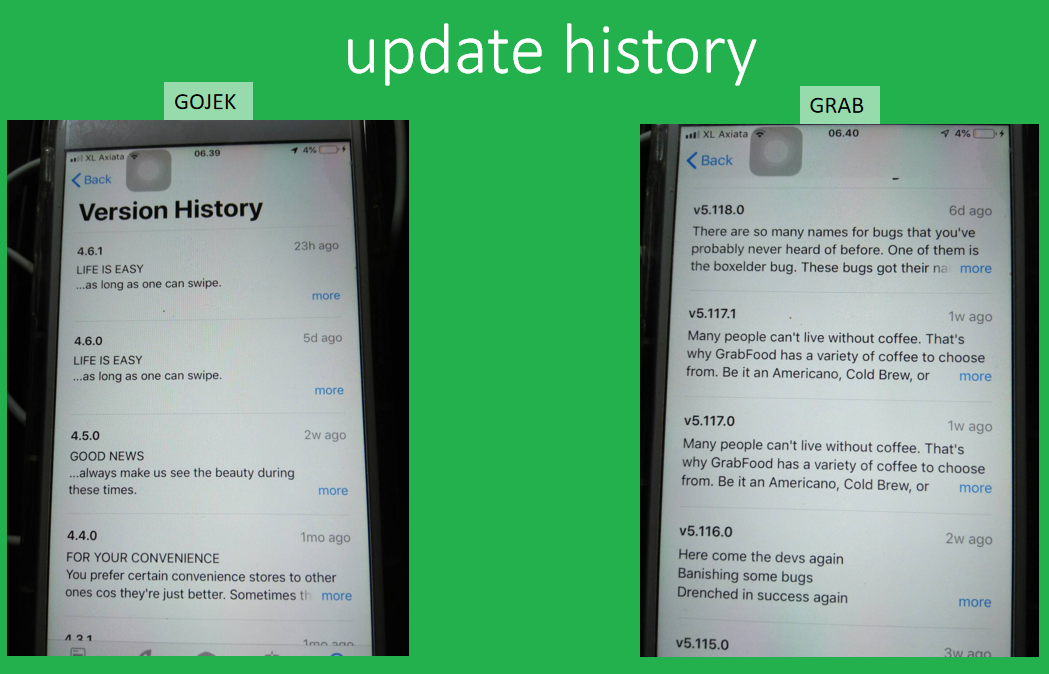 update history
GOJEK
XL Axiata
06.39
4%
Back
Version History
4.6.1
23h ago
LIFE IS EASY
...as long as one can swipe.
more
4.6.0
5d ago
LIFE IS EASY
...as long as one can swipe.
more
4.5.0
2w ago
GOOD NEWS
...always make us see the beauty during
these times.
more
4.4.0
1mo ago
FOR YOUR CONVENIENCE
You prefer certain convenience stores to other
ones cos they're just better. Sometimes th more
4.3.1
1mo ago
GRAB
XL Axiata
06.40
4%
Back
v5.118.0
6d ago
There are so many names for bugs that you've
probably never heard of before. One of them is
the boxelder bug. These bugs got their na more
v5.117.1
1w ago
Many people can't live without coffee. That's
why GrabFood has a variety of coffee to choose
from. Be it an Americano, Cold Brew, or more
v5.117.0
1w ago
Many people can't live without coffee. That's
why GrabFood has a variety of coffee to choose
from. Be it an Americano, Cold Brew, or more
v5.116.0
2w ago
Here come the devs again
Banishing some bugs
Drenched in success again
more
v5.115.0
3w ago